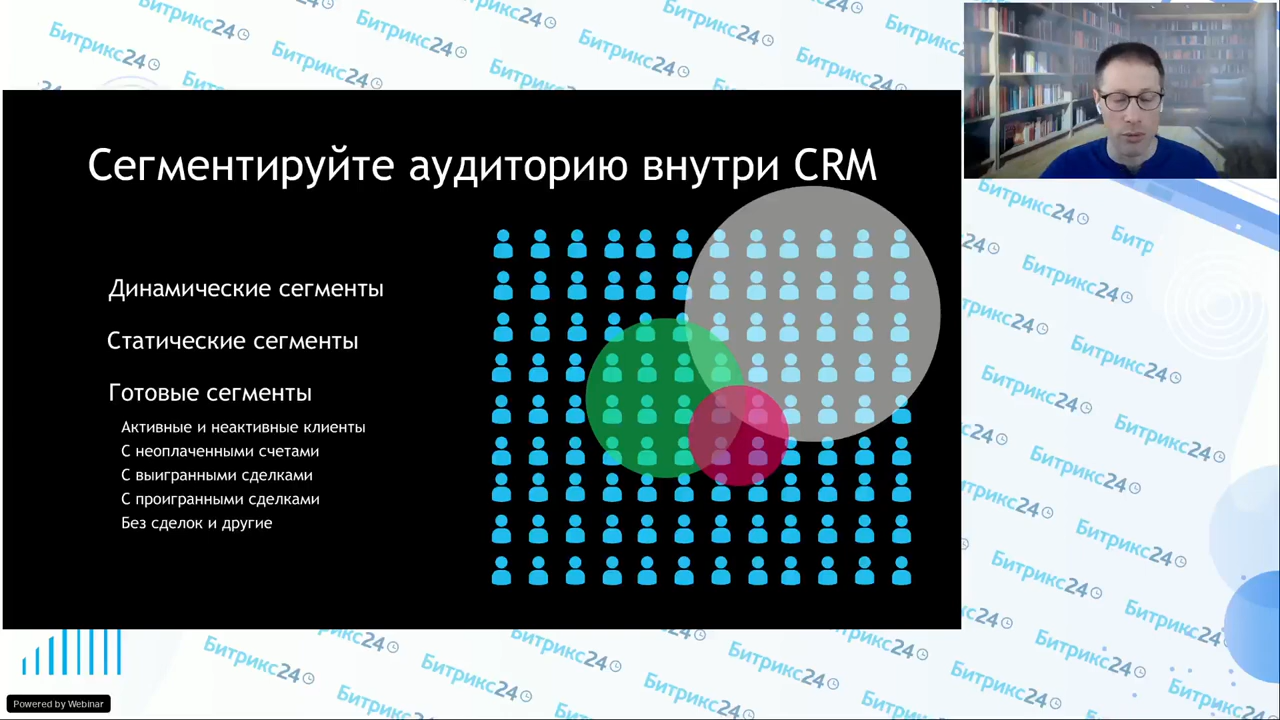 Сегментируйте аудиторию внутри CRM
Динамические сегменты
Статические сегменты
Готовые сегменты
Активные и неактивные клиенты
С неоплаченными счетами
С выигранными сделками
С проигранными сделками
Без сделок и другие
Битрикс24
Powered by Webinar